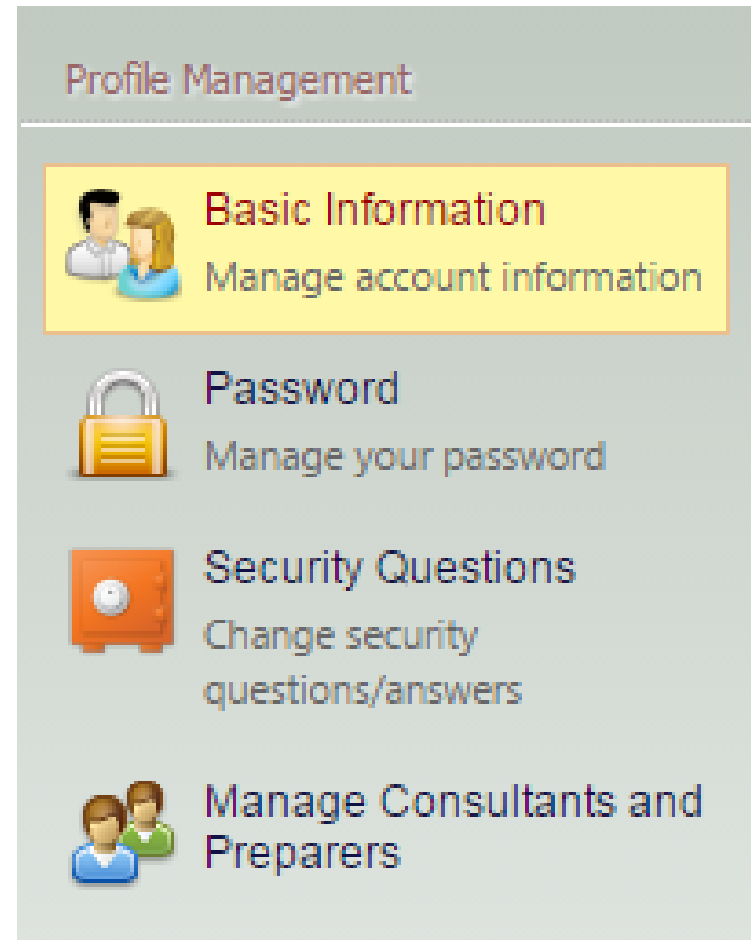 Profile Management
Basic Information
Manage account information
Password
Manage your password
Security Questions
Change security
questions/answers
Manage Consultants and
Preparers